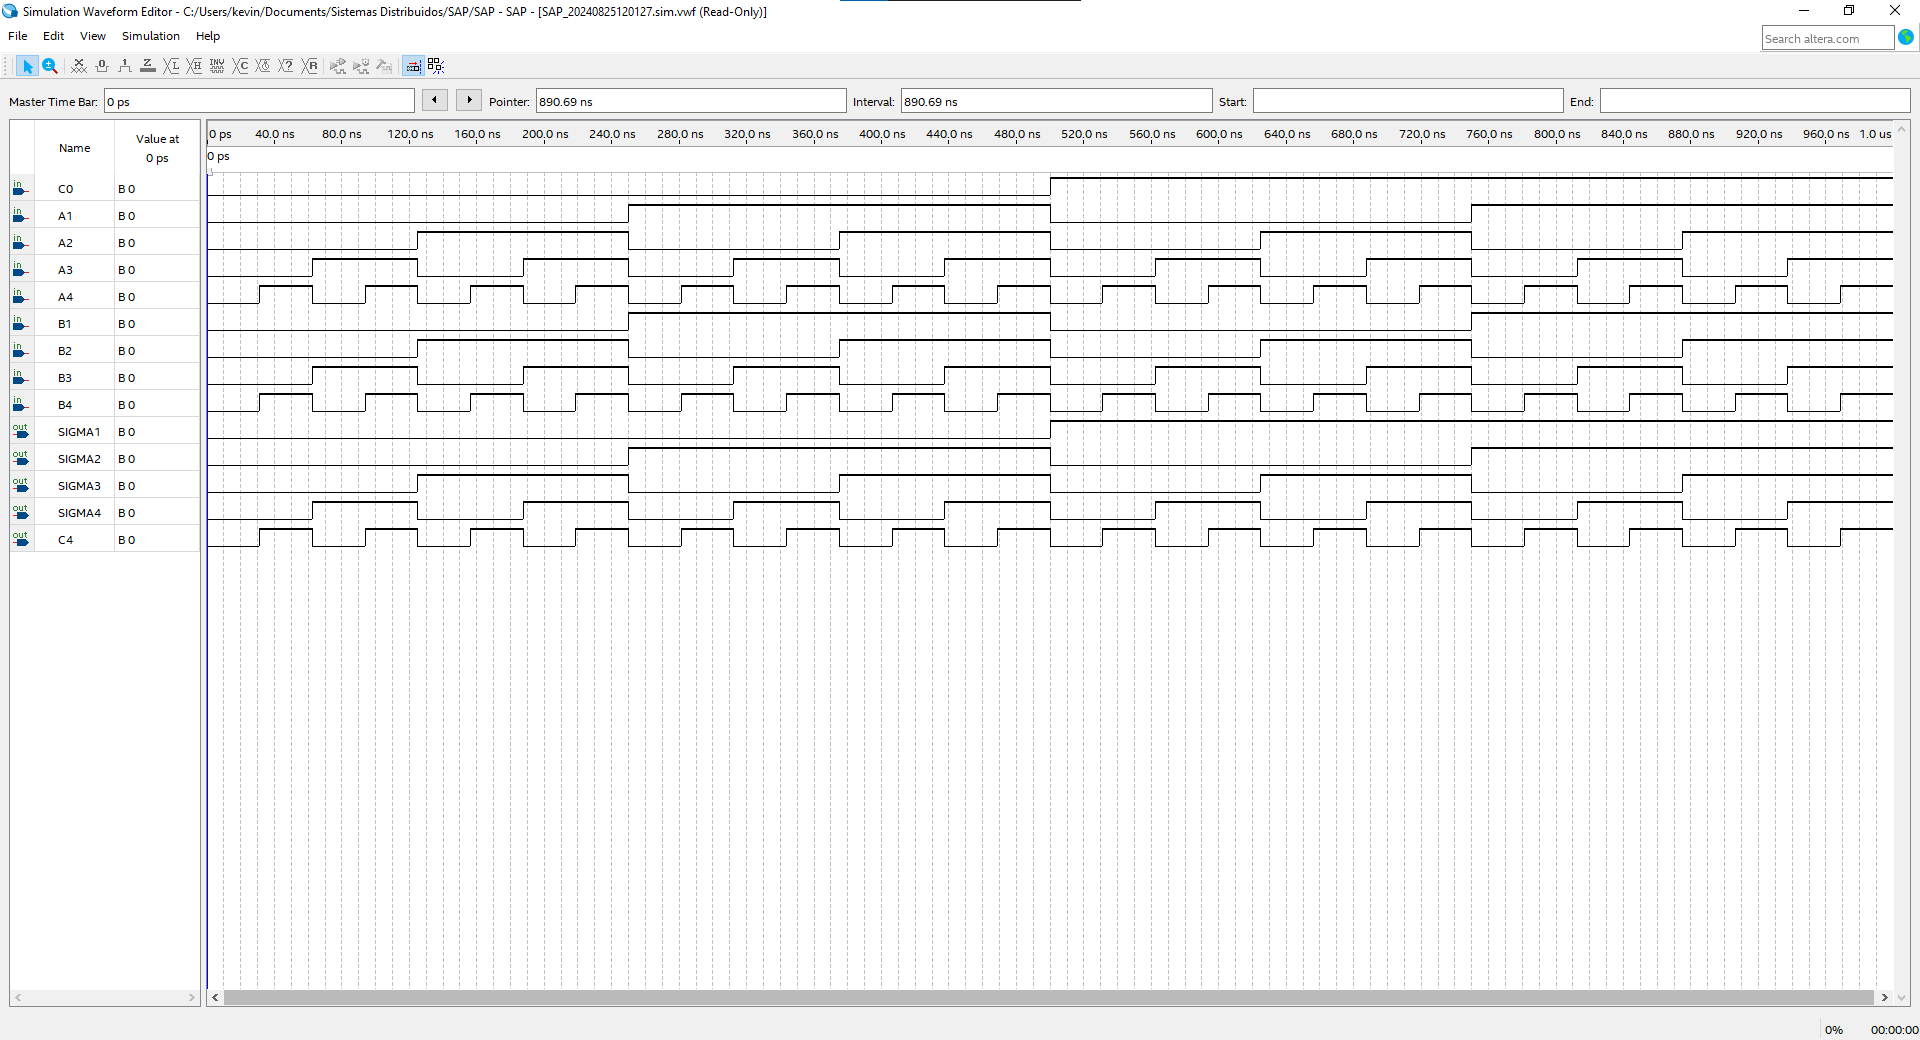 Simulation Waveform Editor - C:/Users/kevin/Documents/Sistemas Distribuidos/SAP/SAP - SAP - [SAP_20240825120127.sim.vwf (Read-Only)]
File Edit View Simulation Help
Search altera.com
Master Time Bar: 0 ps Pointer: 890.69 ns Interval: 890.69 ns Start: End:
Name Value at 0 ps
0 ps 40.0 ns 80.0 ns 120.0 ns 160.0 ns 200.0 ns 240.0 ns 280.0 ns 320.0 ns 360.0 ns 400.0 ns 440.0 ns 480.0 ns 520.0 ns 560.0 ns 600.0 ns 640.0 ns 680.0 ns 720.0 ns 760.0 ns 800.0 ns 840.0 ns 880.0 ns 920.0 ns 960.0 ns 1.0 us
0 ps
in C0 B 0
in A1 B 0
in A2 B 0
in A3 B 0
in A4 B 0
in B1 B 0
in B2 B 0
in B3 B 0
in B4 B 0
out SIGMA1 B 0
out SIGMA2 B 0
out SIGMA3 B 0
out SIGMA4 B 0
out C4 B 0
0% 00:00:00